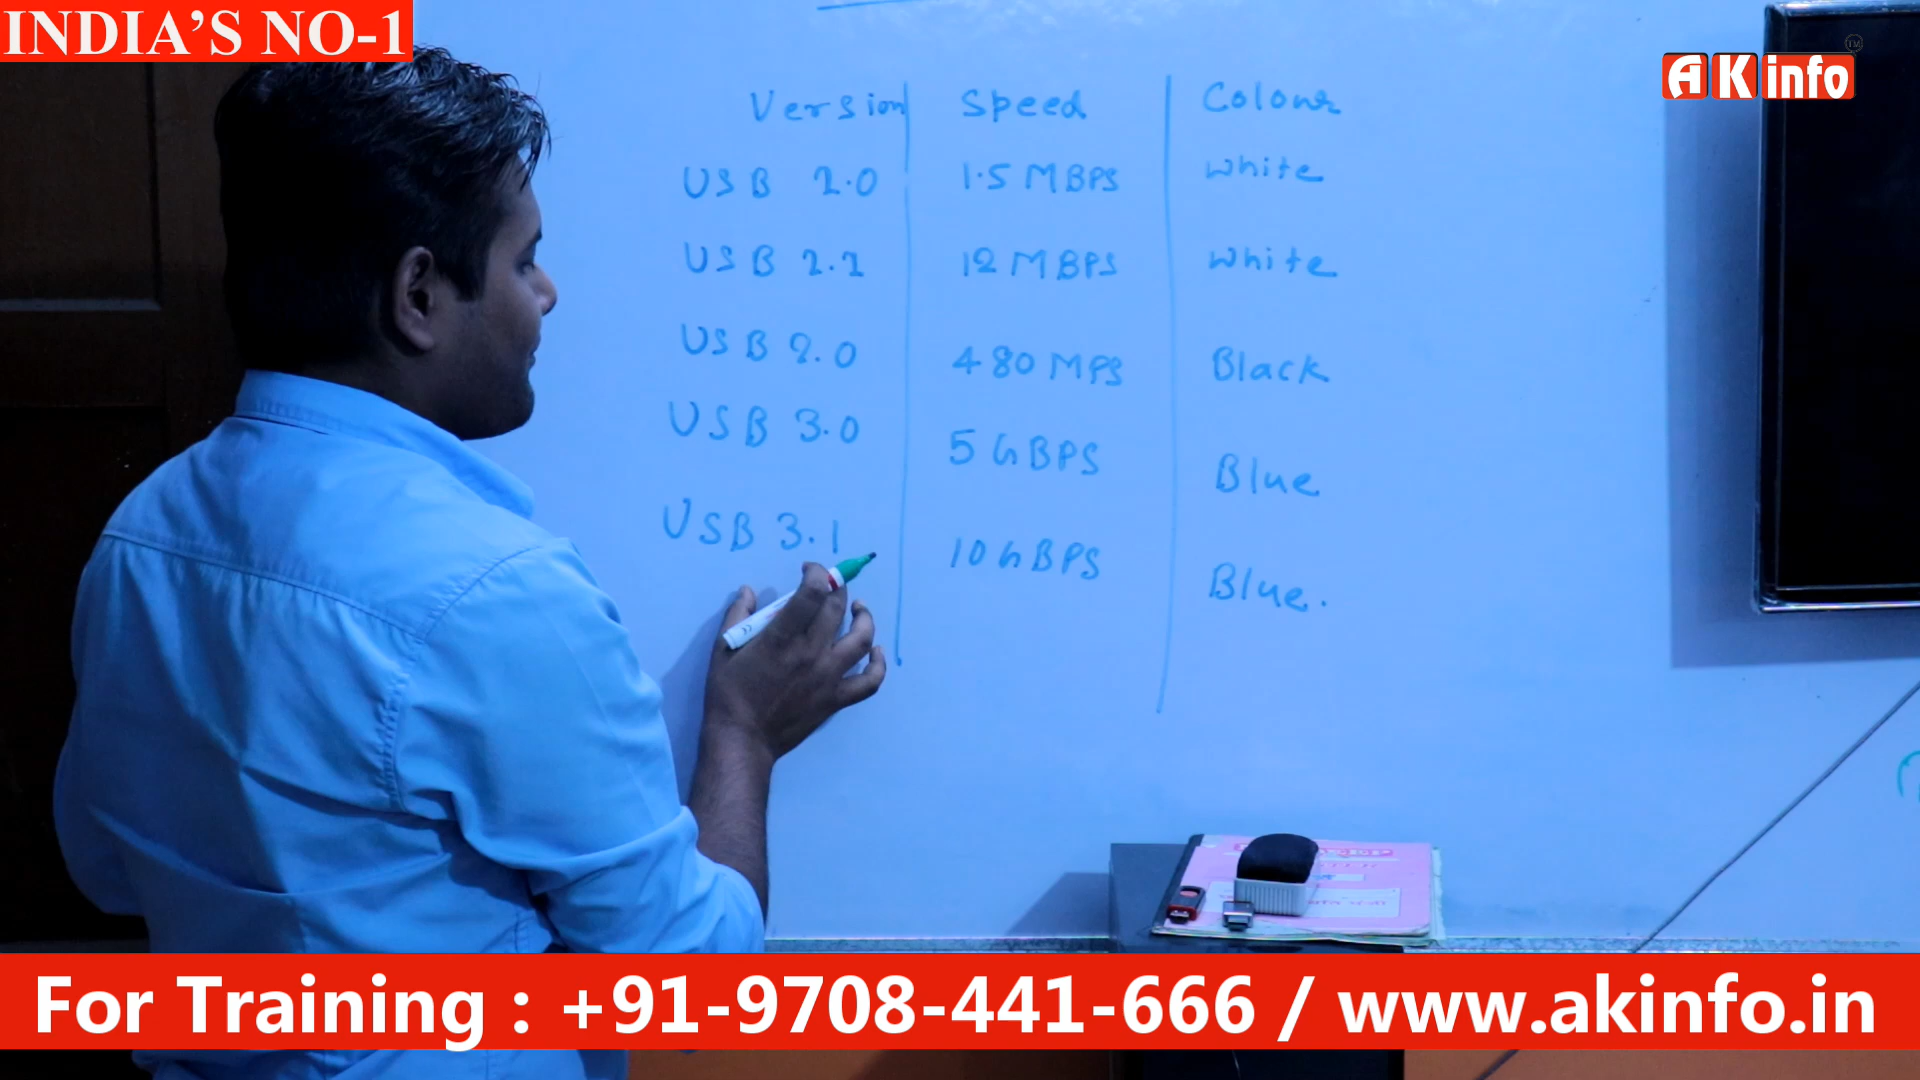 INDIA'S NO-1
AK info
TM
Version Speed Colour
USB 1.0 1.5 MBPS White
USB 1.1 12 MBPS White
USB 2.0 480 MPS Black
USB 3.0 5 GBPS Blue
USB 3.1 10 GBPS Blue.
For Training : +91-9708-441-666 / www.akinfo.in